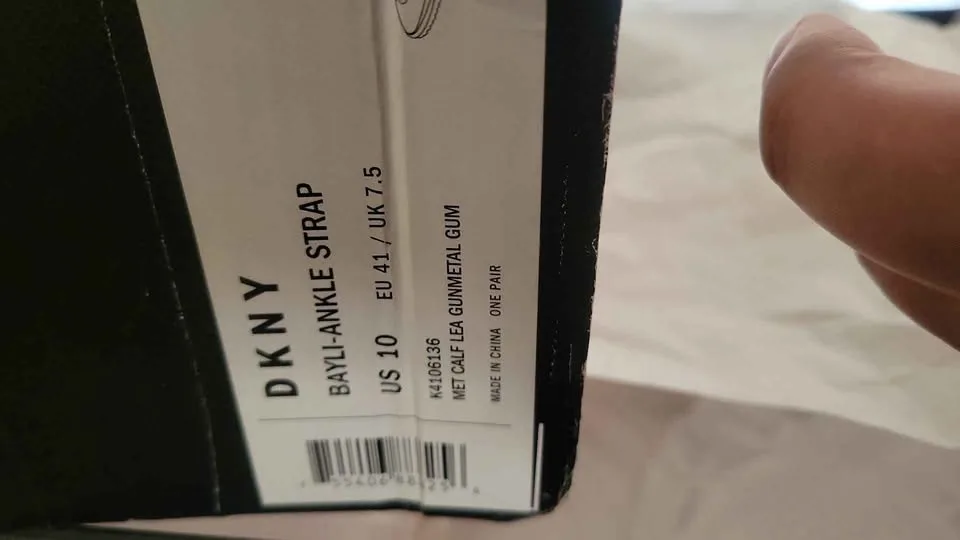 DKNY
BAYLI-ANKLE STRAP
US 10 EU 41 / UK 7.5
K4106136
MET CALF LEA GUNMETAL GUM
MADE IN CHINA ONE PAIR